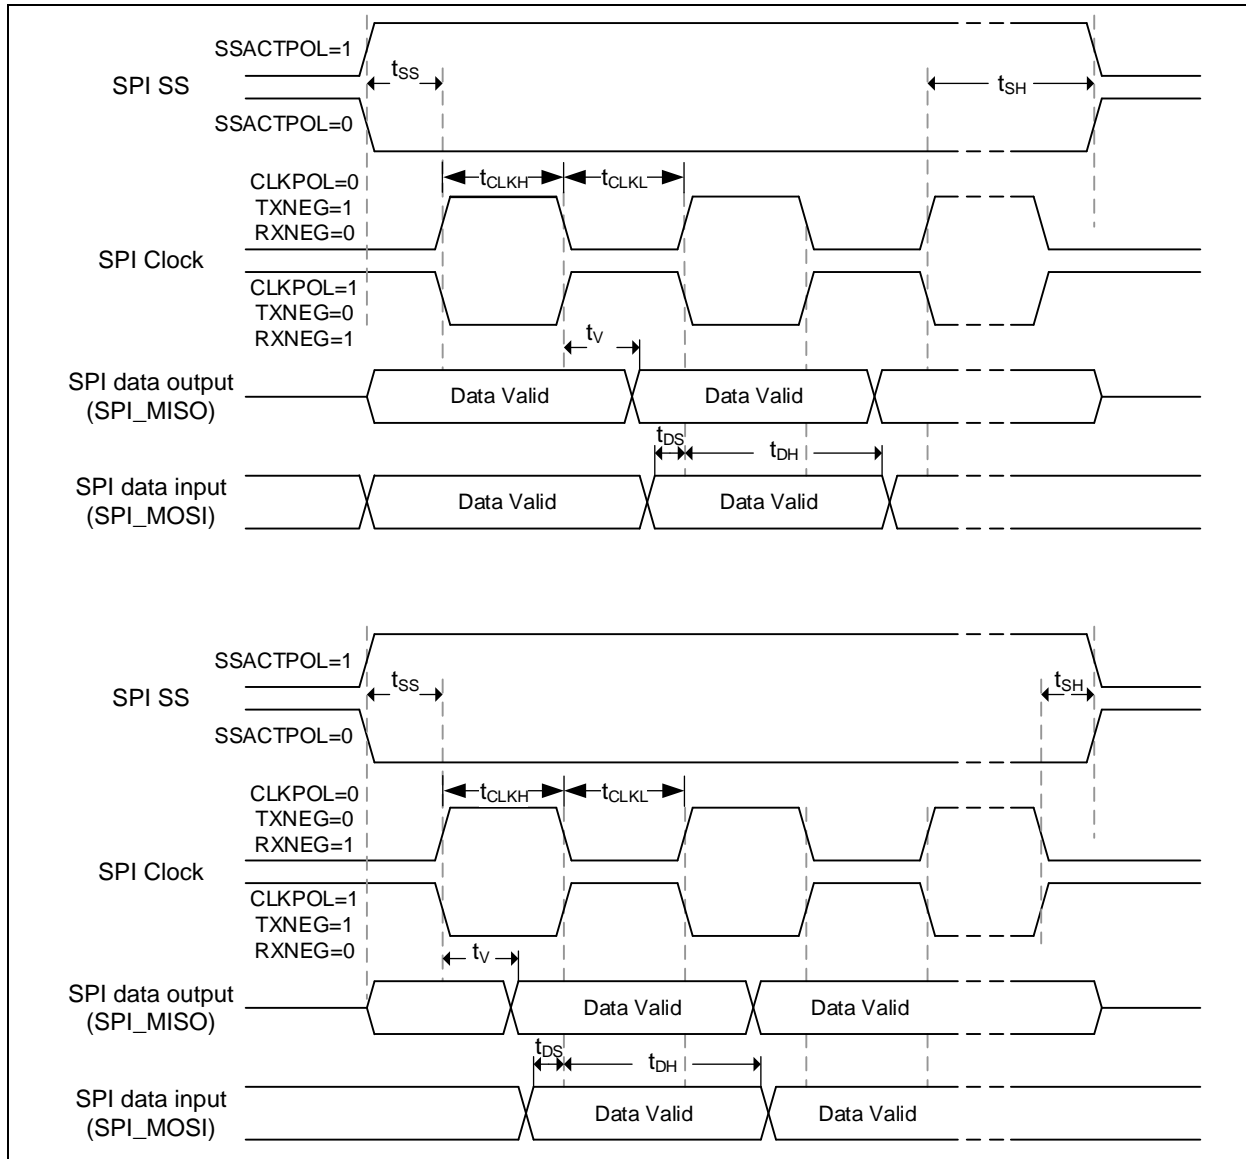 SSACTPOL=1
tSS
SPI SS
tSH
SSACTPOL=0
CLKPOL=0
TXNEG=1
RXNEG=0
tCLKH
tCLKL
SPI Clock
CLKPOL=1
TXNEG=0
RXNEG=1
tV
SPI data output
(SPI_MISO)
Data Valid
Data Valid
tDS
tDH
SPI data input
(SPI_MOSI)
Data Valid
Data Valid
SSACTPOL=1
tSS
tSH
SPI SS
SSACTPOL=0
CLKPOL=0
TXNEG=0
RXNEG=1
tCLKH
tCLKL
SPI Clock
CLKPOL=1
TXNEG=1
RXNEG=0
tV
SPI data output
(SPI_MISO)
Data Valid
Data Valid
tDS
tDH
SPI data input
(SPI_MOSI)
Data Valid
Data Valid